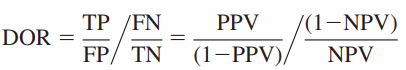 DOR = TP/FP / FN/TN = PPV/(1−PPV) / (1−NPV)/NPV